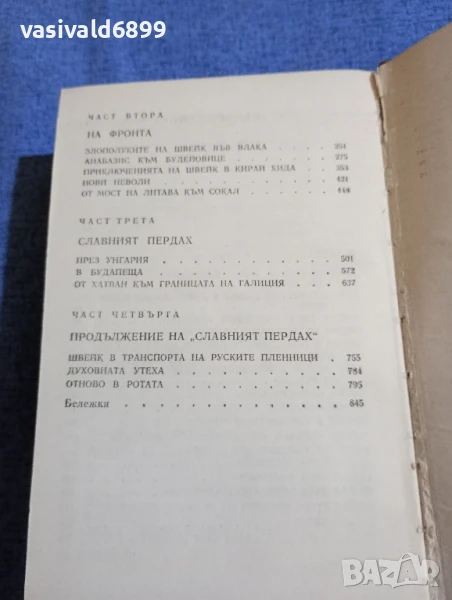 vasivald6899
ЧАСТ ВТОРА
НА ФРОНТА
ЗЛОПОЛУКИТЕ НА ШВЕЙК ВЪВ ВЛАКА . . . . . 251
АНАБАЗИС КЪМ БУДЕЙОВИЦЕ . . . . . . . 275
ПРИКЛЮЧЕНИЯТА НА ШВЕЙК В КИРАЙ ХИДА . . . 354
НОВИ НЕВОЛИ . . . . . . . . . . 424
ОТ МОСТ НА ЛИТАВА КЪМ СОКАЛ . . . . . . 448
ЧАСТ ТРЕТА
СЛАВНИЯТ ПЕРДАХ
ПРЕЗ УНГАРИЯ . . . . . . . . . . 501
В БУДАПЕЩА . . . . . . . . . . 572
ОТ ХАТВАН КЪМ ГРАНИЦАТА НА ГАЛИЦИЯ . . . . 637
ЧАСТ ЧЕТВЪРТА
ПРОДЪЛЖЕНИЕ НА „СЛАВНИЯТ ПЕРДАХ“
ШВЕЙК В ТРАНСПОРТА НА РУСКИТЕ ПЛЕННИЦИ . . 755
ДУХОВНАТА УТЕХА . . . . . . . . . 784
ОТНОВО В РОТАТА . . . . . . . . . 795
Бележки . . . . . . . . . . . 845
BAZAR.BG